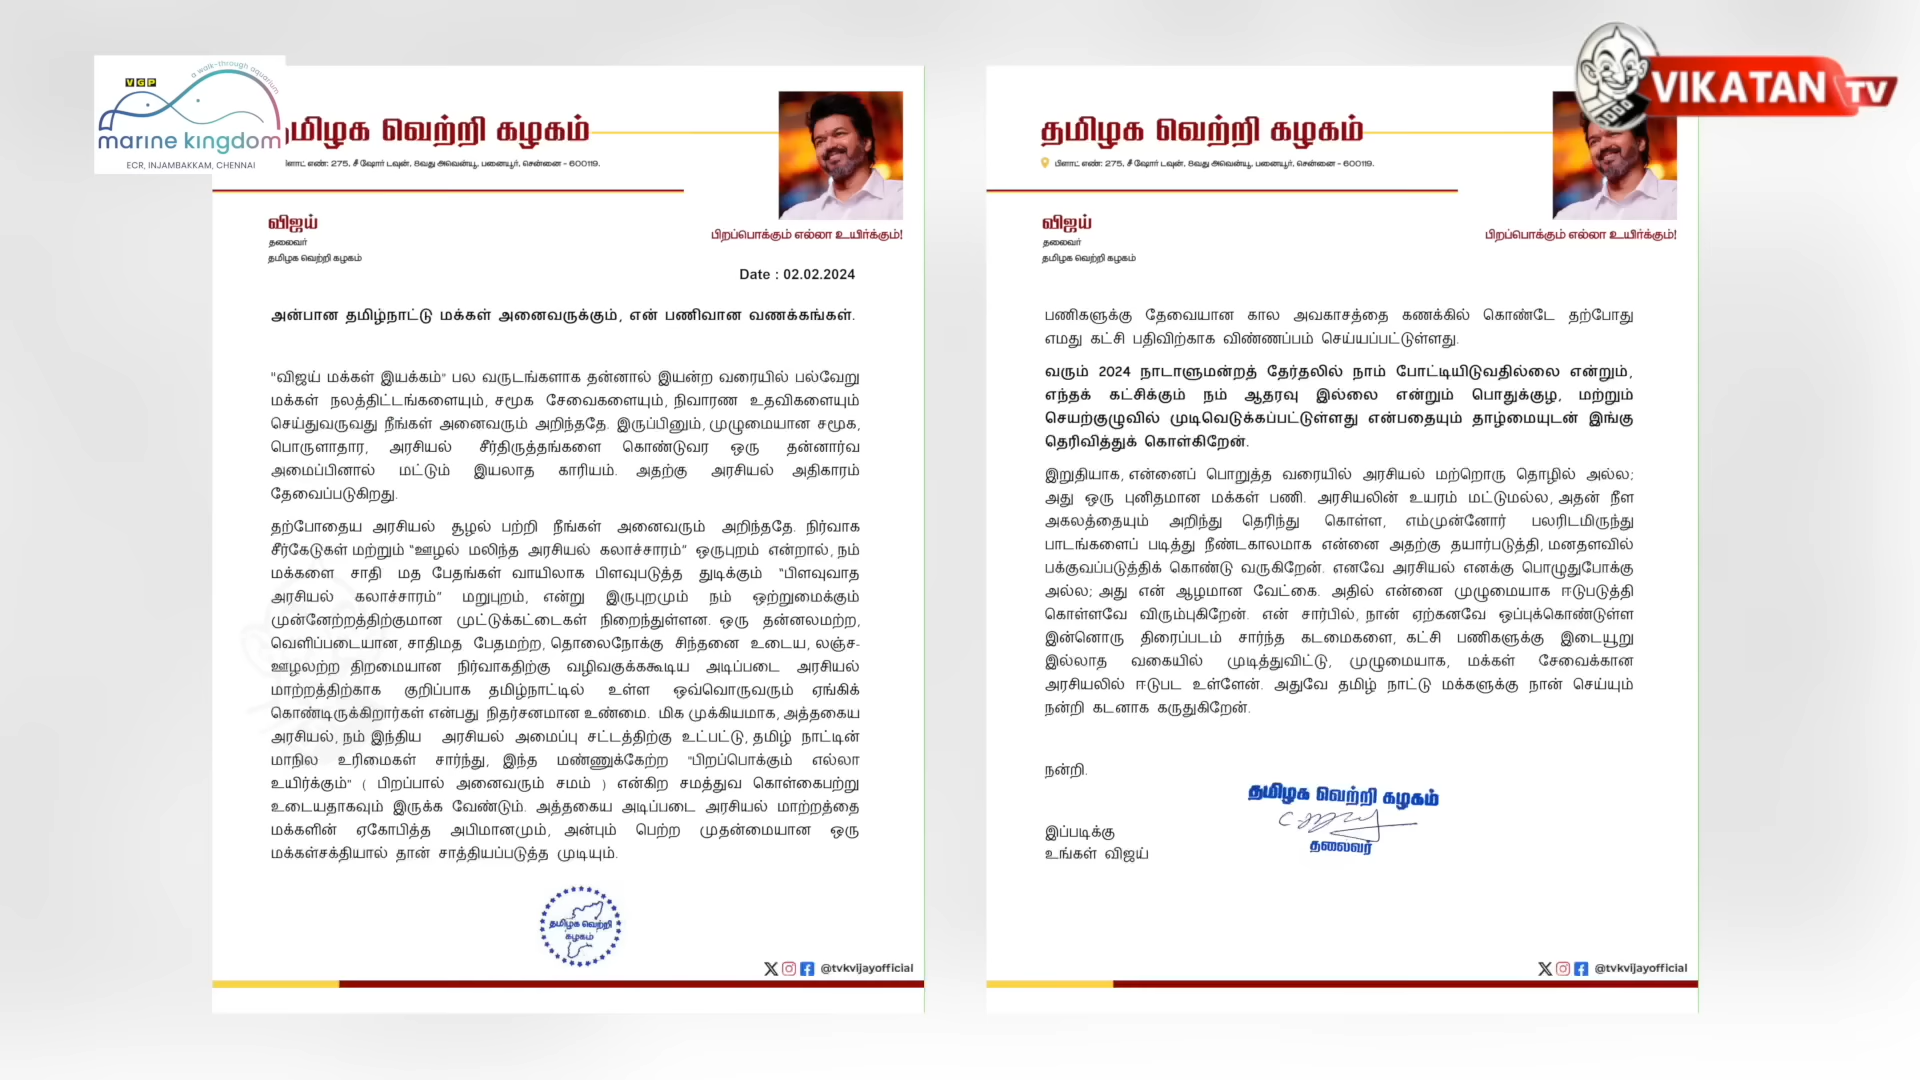 VGP
a walk-through aquarium
marine kingdom
ECR, INJAMBAKKAM, CHENNAI
VIKATAN TV
தமிழக வெற்றி கழகம்
பிளாட் எண்: 275, சீ ஷோர் டவுன், 8வது அவென்யூ, பனையூர், சென்னை - 600119.
விஜய்
தலைவர்
தமிழக வெற்றி கழகம்
பிறப்பொக்கும் எல்லா உயிர்க்கும்!
Date : 02.02.2024
அன்பான தமிழ்நாட்டு மக்கள் அனைவருக்கும், என் பணிவான வணக்கங்கள்.
"விஜய் மக்கள் இயக்கம்" பல வருடங்களாக தன்னால் இயன்ற வரையில் பல்வேறு
மக்கள் நலத்திட்டங்களையும், சமூக சேவைகளையும், நிவாரண உதவிகளையும்
செய்துவருவது நீங்கள் அனைவரும் அறிந்ததே. இருப்பினும், முழுமையான சமூக,
பொருளாதார, அரசியல் சீர்திருத்தங்களை கொண்டுவர ஒரு தன்னார்வ
அமைப்பினால் மட்டும் இயலாத காரியம். அதற்கு அரசியல் அதிகாரம்
தேவைப்படுகிறது.
தற்போதைய அரசியல் சூழல் பற்றி நீங்கள் அனைவரும் அறிந்ததே. நிர்வாக
சீர்கேடுகள் மற்றும் "ஊழல் மலிந்த அரசியல் கலாச்சாரம்" ஒருபுறம் என்றால், நம்
மக்களை சாதி மத பேதங்கள் வாயிலாக பிளவுபடுத்த துடிக்கும் "பிளவுவாத
அரசியல் கலாச்சாரம்" மறுபுறம், என்று இருபுறமும் நம் ஒற்றுமைக்கும்
முன்னேற்றத்திற்குமான முட்டுக்கட்டைகள் நிறைந்துள்ளன. ஒரு தன்னலமற்ற,
வெளிப்படையான, சாதிமத பேதமற்ற, தொலைநோக்கு சிந்தனை உடைய, லஞ்ச-
ஊழலற்ற திறமையான நிர்வாகதிற்கு வழிவகுக்ககூடிய அடிப்படை அரசியல்
மாற்றத்திற்காக குறிப்பாக தமிழ்நாட்டில் உள்ள ஒவ்வொருவரும் ஏங்கிக்
கொண்டிருக்கிறார்கள் என்பது நிதர்சனமான உண்மை. மிக முக்கியமாக, அத்தகைய
அரசியல், நம் இந்திய அரசியல் அமைப்பு சட்டத்திற்கு உட்பட்டு, தமிழ் நாட்டின்
மாநில உரிமைகள் சார்ந்து, இந்த மண்ணுக்கேற்ற "பிறப்பொக்கும் எல்லா
உயிர்க்கும்" ( பிறப்பால் அனைவரும் சமம் ) என்கிற சமத்துவ கொள்கைபற்று
உடையதாகவும் இருக்க வேண்டும். அத்தகைய அடிப்படை அரசியல் மாற்றத்தை
மக்களின் ஏகோபித்த அபிமானமும், அன்பும் பெற்ற முதன்மையான ஒரு
மக்கள்சக்தியால் தான் சாத்தியப்படுத்த முடியும்.
தமிழக வெற்றி
கழகம்
@tvkvijayofficial
தமிழக வெற்றி கழகம்
பிளாட் எண்: 275, சீ ஷோர் டவுன், 8வது அவென்யூ, பனையூர், சென்னை - 600119.
விஜய்
தலைவர்
தமிழக வெற்றி கழகம்
பிறப்பொக்கும் எல்லா உயிர்க்கும்!
பணிகளுக்கு தேவையான கால அவகாசத்தை கணக்கில் கொண்டே தற்போது
எமது கட்சி பதிவிற்காக விண்ணப்பம் செய்யப்பட்டுள்ளது.
வரும் 2024 நாடாளுமன்றத் தேர்தலில் நாம் போட்டியிடுவதில்லை என்றும்,
எந்தக் கட்சிக்கும் நம் ஆதரவு இல்லை என்றும் பொதுக்குழ, மற்றும்
செயற்குழுவில் முடிவெடுக்கப்பட்டுள்ளது என்பதையும் தாழ்மையுடன் இங்கு
தெரிவித்துக் கொள்கிறேன்.
இறுதியாக, என்னைப் பொறுத்த வரையில் அரசியல் மற்றொரு தொழில் அல்ல;
அது ஒரு புனிதமான மக்கள் பணி. அரசியலின் உயரம் மட்டுமல்ல, அதன் நீள
அகலத்தையும் அறிந்து தெரிந்து கொள்ள, எம்முன்னோர் பலரிடமிருந்து
பாடங்களைப் படித்து நீண்டகாலமாக என்னை அதற்கு தயார்படுத்தி, மனதளவில்
பக்குவப்படுத்திக் கொண்டு வருகிறேன். எனவே அரசியல் எனக்கு பொழுதுபோக்கு
அல்ல; அது என் ஆழமான வேட்கை. அதில் என்னை முழுமையாக ஈடுபடுத்தி
கொள்ளவே விரும்புகிறேன். என் சார்பில், நான் ஏற்கனவே ஒப்புக்கொண்டுள்ள
இன்னொரு திரைப்படம் சார்ந்த கடமைகளை, கட்சி பணிகளுக்கு இடையூறு
இல்லாத வகையில் முடித்துவிட்டு, முழுமையாக, மக்கள் சேவைக்கான
அரசியலில் ஈடுபட உள்ளேன். அதுவே தமிழ் நாட்டு மக்களுக்கு நான் செய்யும்
நன்றி கடனாக கருதுகிறேன்.
நன்றி.
தமிழக வெற்றி கழகம்
தலைவர்
இப்படிக்கு
உங்கள் விஜய்
@tvkvijayofficial